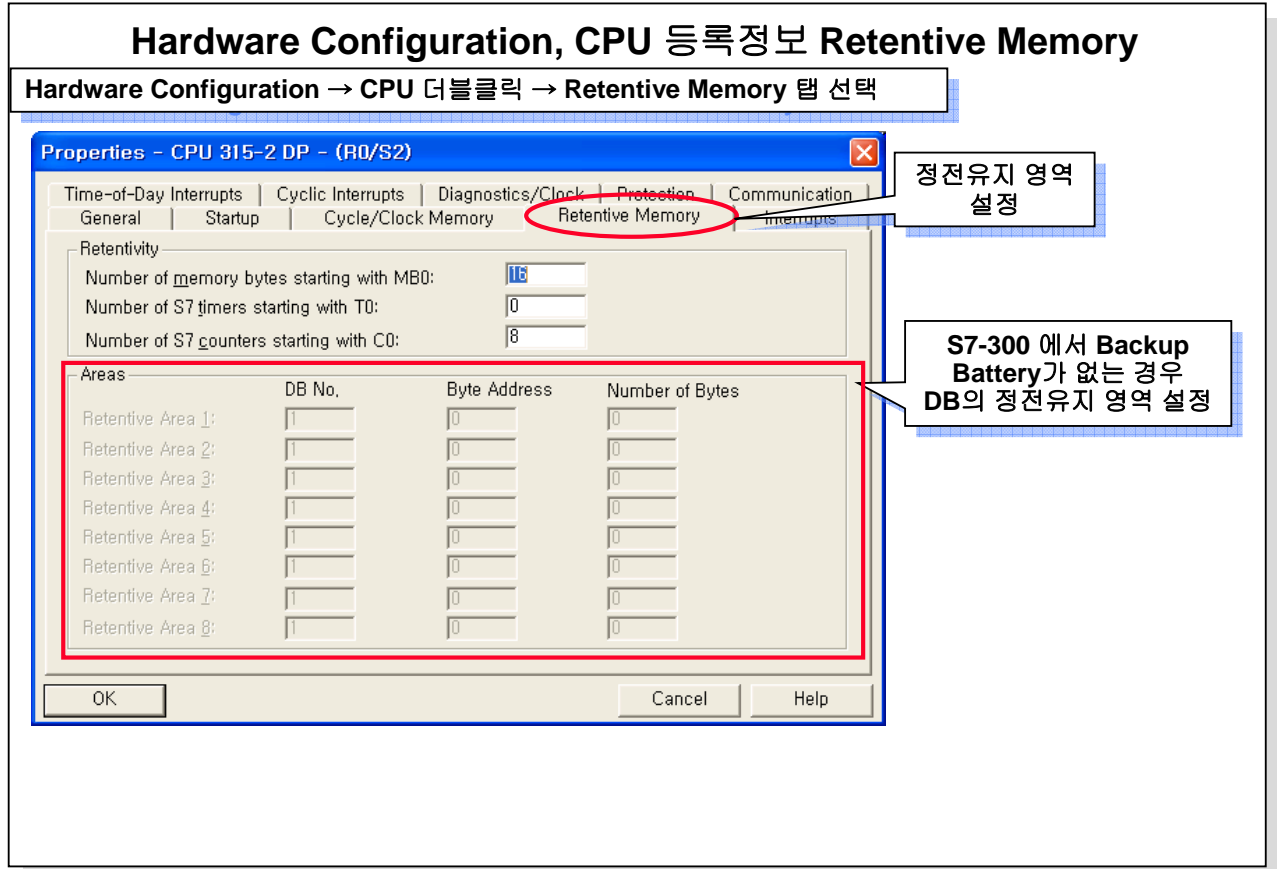 Hardware Configuration, CPU 등록정보 Retentive Memory
Hardware Configuration → CPU 더블클릭 → Retentive Memory 탭 선택
Properties - CPU 315-2 DP - (R0/S2)
Time-of-Day Interrupts | Cyclic Interrupts | Diagnostics/Clock | Protection | Communication
General | Startup | Cycle/Clock Memory Retentive Memory | Interrupts
정전유지 영역
설정
Retentivity
Number of memory bytes starting with MB0: 16
Number of S7 timers starting with T0: 0
Number of S7 counters starting with C0: 8
S7-300 에서 Backup
Battery가 없는 경우
DB의 정전유지 영역 설정
Areas
DB No, Byte Address Number of Bytes
Retentive Area 1: 1 0 0
Retentive Area 2: 1 0 0
Retentive Area 3: 1 0 0
Retentive Area 4: 1 0 0
Retentive Area 5: 1 0 0
Retentive Area 6: 1 0 0
Retentive Area 7: 1 0 0
Retentive Area 8: 1 0 0
OK Cancel Help